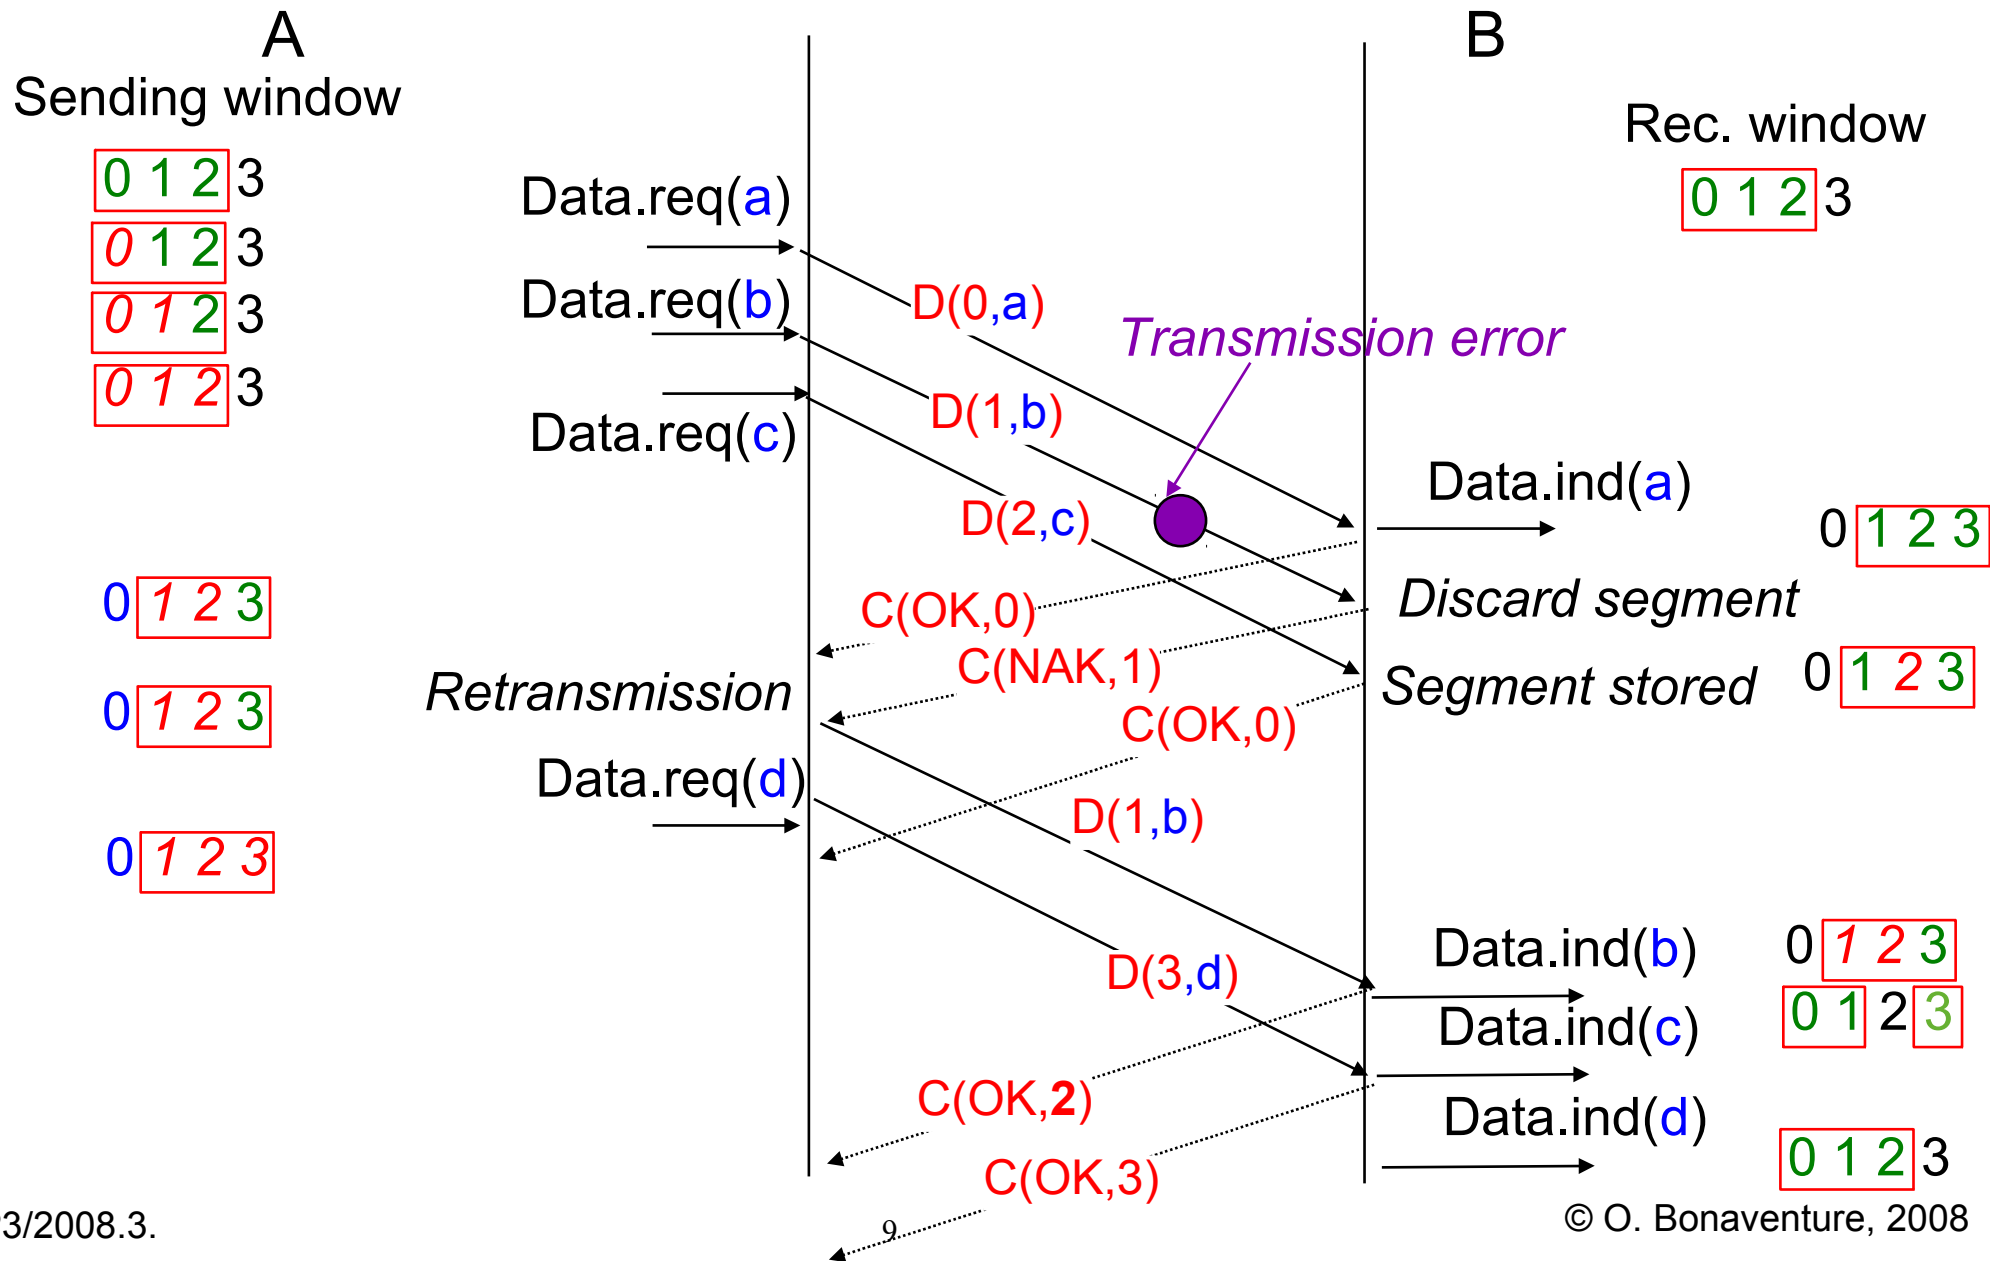 A
B
Sending window
Rec. window
0 1 2 3
0 1 2 3
Data.req(a)
0 1 2 3
Data.req(b)
D(0,a)
0 1 2 3
Transmission error
0 1 2 3
D(1,b)
Data.req(c)
Data.ind(a)
D(2,c)
0 1 2 3
0 1 2 3
C(OK,0)
Discard segment
C(NAK,1)
Retransmission
Segment stored
0 1 2 3
0 1 2 3
C(OK,0)
Data.req(d)
D(1,b)
0 1 2 3
Data.ind(b)
0 1 2 3
D(3,d)
Data.ind(c)
0 1 2 3
C(OK,2)
Data.ind(d)
0 1 2 3
C(OK,3)
3/2008.3.
9
© O. Bonaventure, 2008